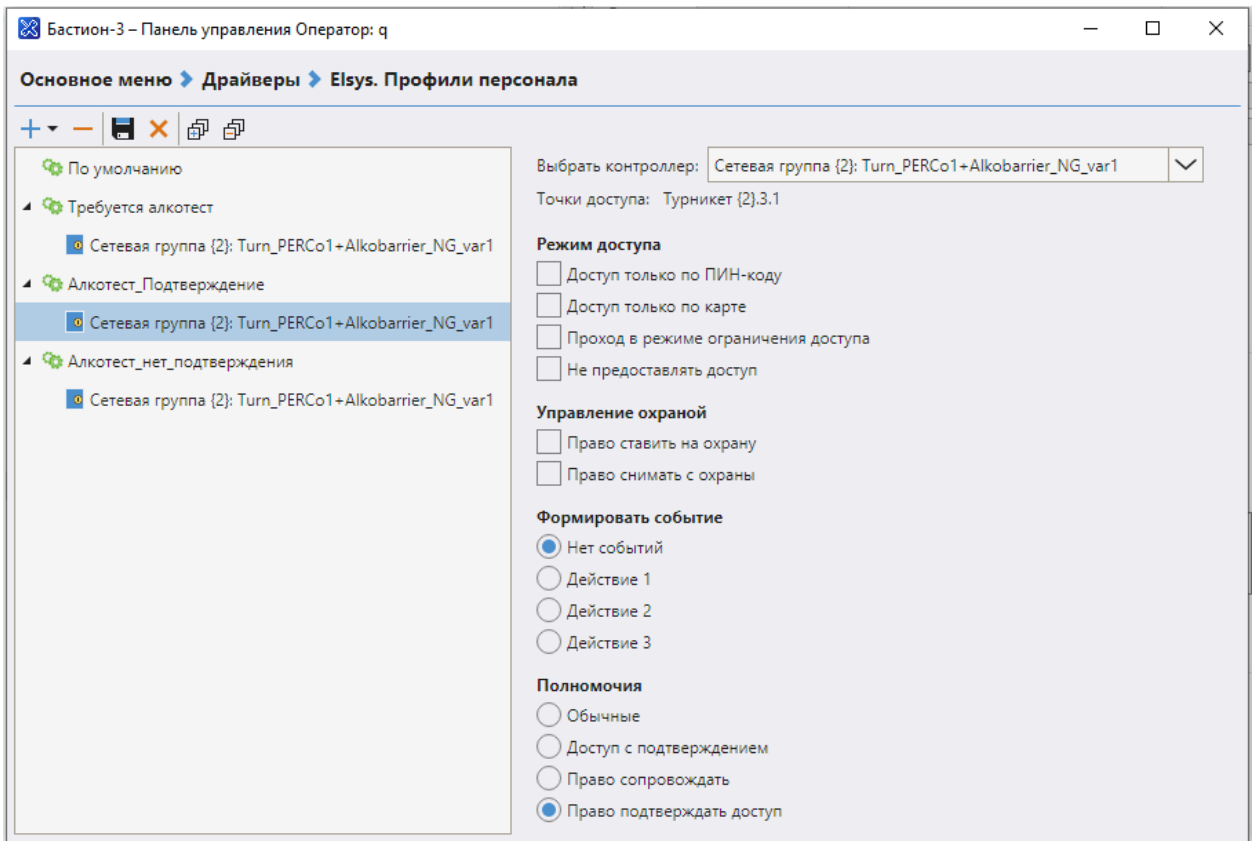 Бастион-3 – Панель управления Оператор: q
Основное меню Драйверы Elsys. Профили персонала
По умолчанию
Требуется алкотест
Сетевая группа {2}: Turn_PERCo1+Alkobarrier_NG_var1
Алкотест_Подтверждение
Сетевая группа {2}: Turn_PERCo1+Alkobarrier_NG_var1
Алкотест_нет_подтверждения
Сетевая группа {2}: Turn_PERCo1+Alkobarrier_NG_var1
Выбрать контроллер: Сетевая группа {2}: Turn_PERCo1+Alkobarrier_NG_var1
Точки доступа: Турникет {2}.3.1
Режим доступа
Доступ только по ПИН-коду
Доступ только по карте
Проход в режиме ограничения доступа
Не предоставлять доступ
Управление охраной
Право ставить на охрану
Право снимать с охраны
Формировать событие
Нет событий
Действие 1
Действие 2
Действие 3
Полномочия
Обычные
Доступ с подтверждением
Право сопровождать
Право подтверждать доступ